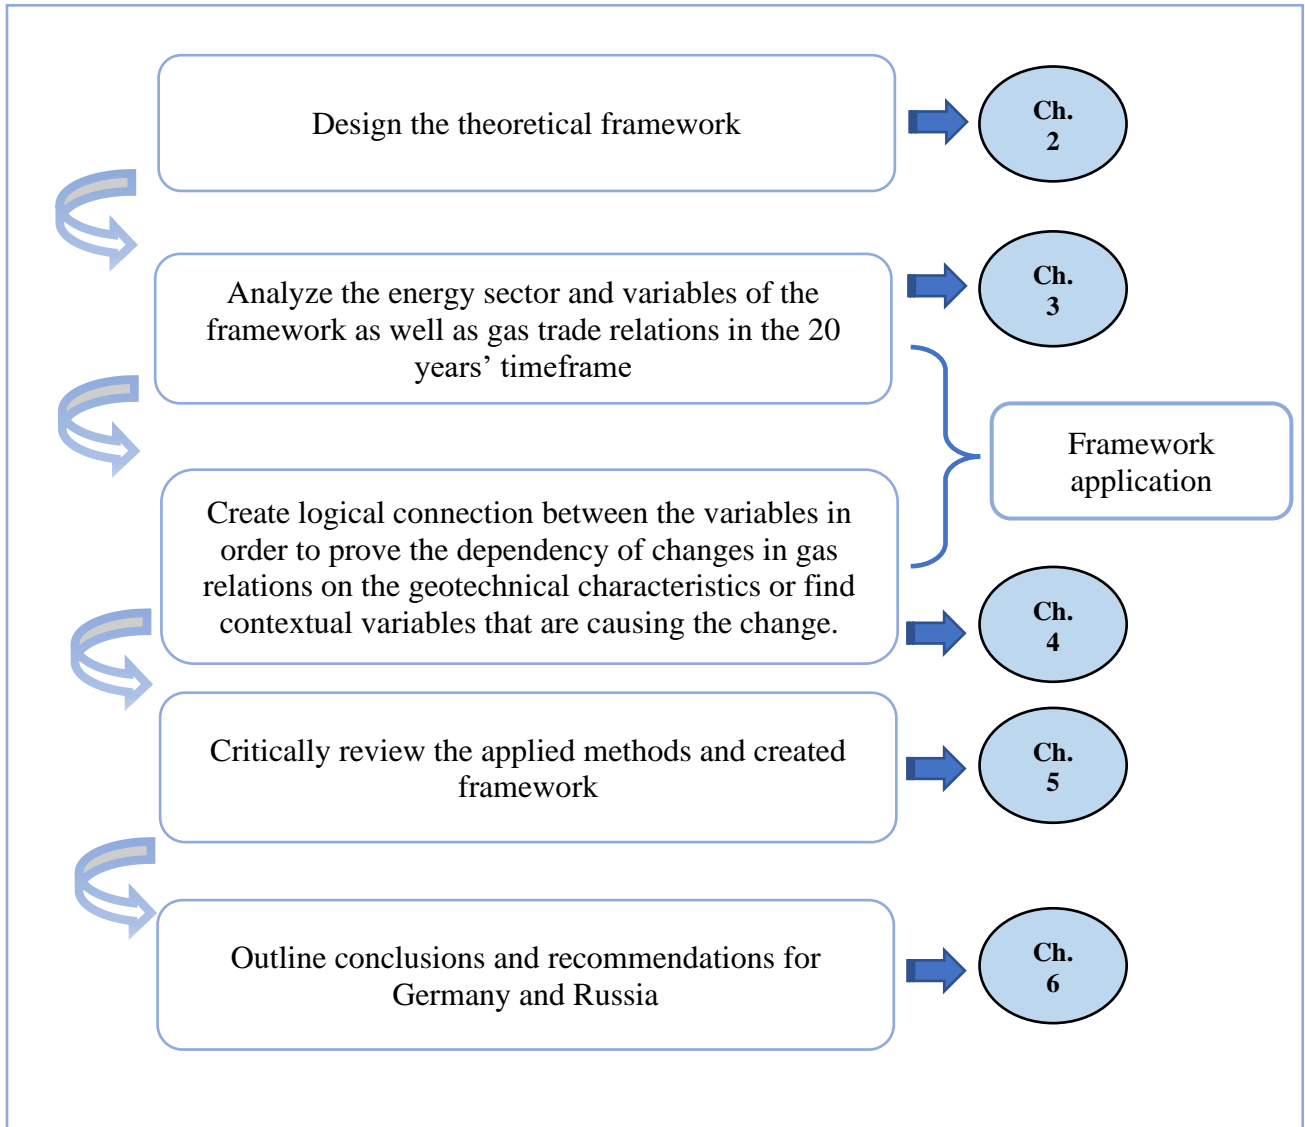 Design the theoretical framework
Ch.
2
Analyze the energy sector and variables of the
framework as well as gas trade relations in the 20
years’ timeframe
Ch.
3
Framework
application
Create logical connection between the variables in
order to prove the dependency of changes in gas
relations on the geotechnical characteristics or find
contextual variables that are causing the change.
Ch.
4
Critically review the applied methods and created
framework
Ch.
5
Outline conclusions and recommendations for
Germany and Russia
Ch.
6